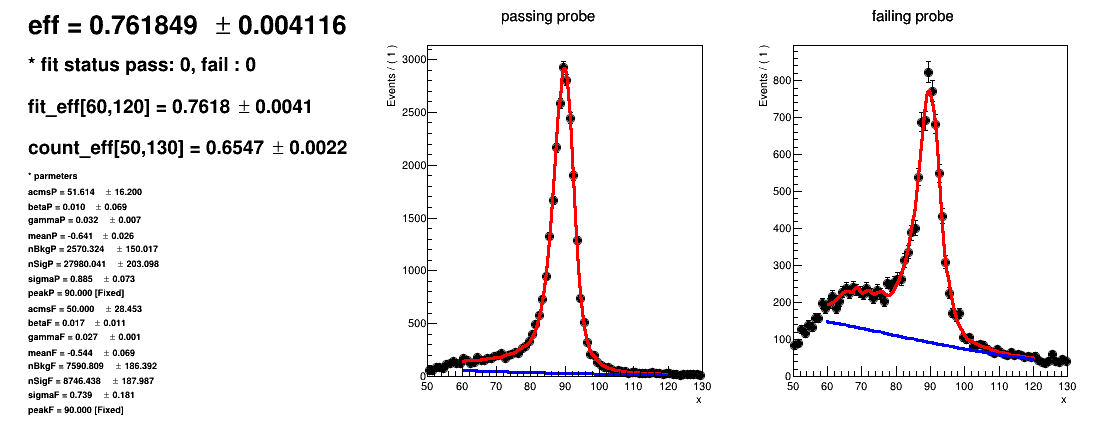 eff = 0.761849 ± 0.004116
* fit status pass: 0, fail : 0
fit_eff[60,120] = 0.7618 ± 0.0041
count_eff[50,130] = 0.6547 ± 0.0022
* parmeters
acmsP = 51.614 ± 16.200
betaP = 0.010 ± 0.069
gammaP = 0.032 ± 0.007
meanP = -0.641 ± 0.026
nBkgP = 2570.324 ± 150.017
nSigP = 27980.041 ± 203.098
sigmaP = 0.885 ± 0.073
peakP = 90.000 [Fixed]
acmsF = 50.000 ± 28.453
betaF = 0.017 ± 0.011
gammaF = 0.027 ± 0.001
meanF = -0.544 ± 0.069
nBkgF = 7590.809 ± 186.392
nSigF = 8746.438 ± 187.987
sigmaF = 0.739 ± 0.181
peakF = 90.000 [Fixed]
passing probe
Events / ( 1 )
3000
2500
2000
1500
1000
500
0
50 60 70 80 90 100 110 120 130
x
failing probe
Events / ( 1 )
800
700
600
500
400
300
200
100
0
50 60 70 80 90 100 110 120 130
x